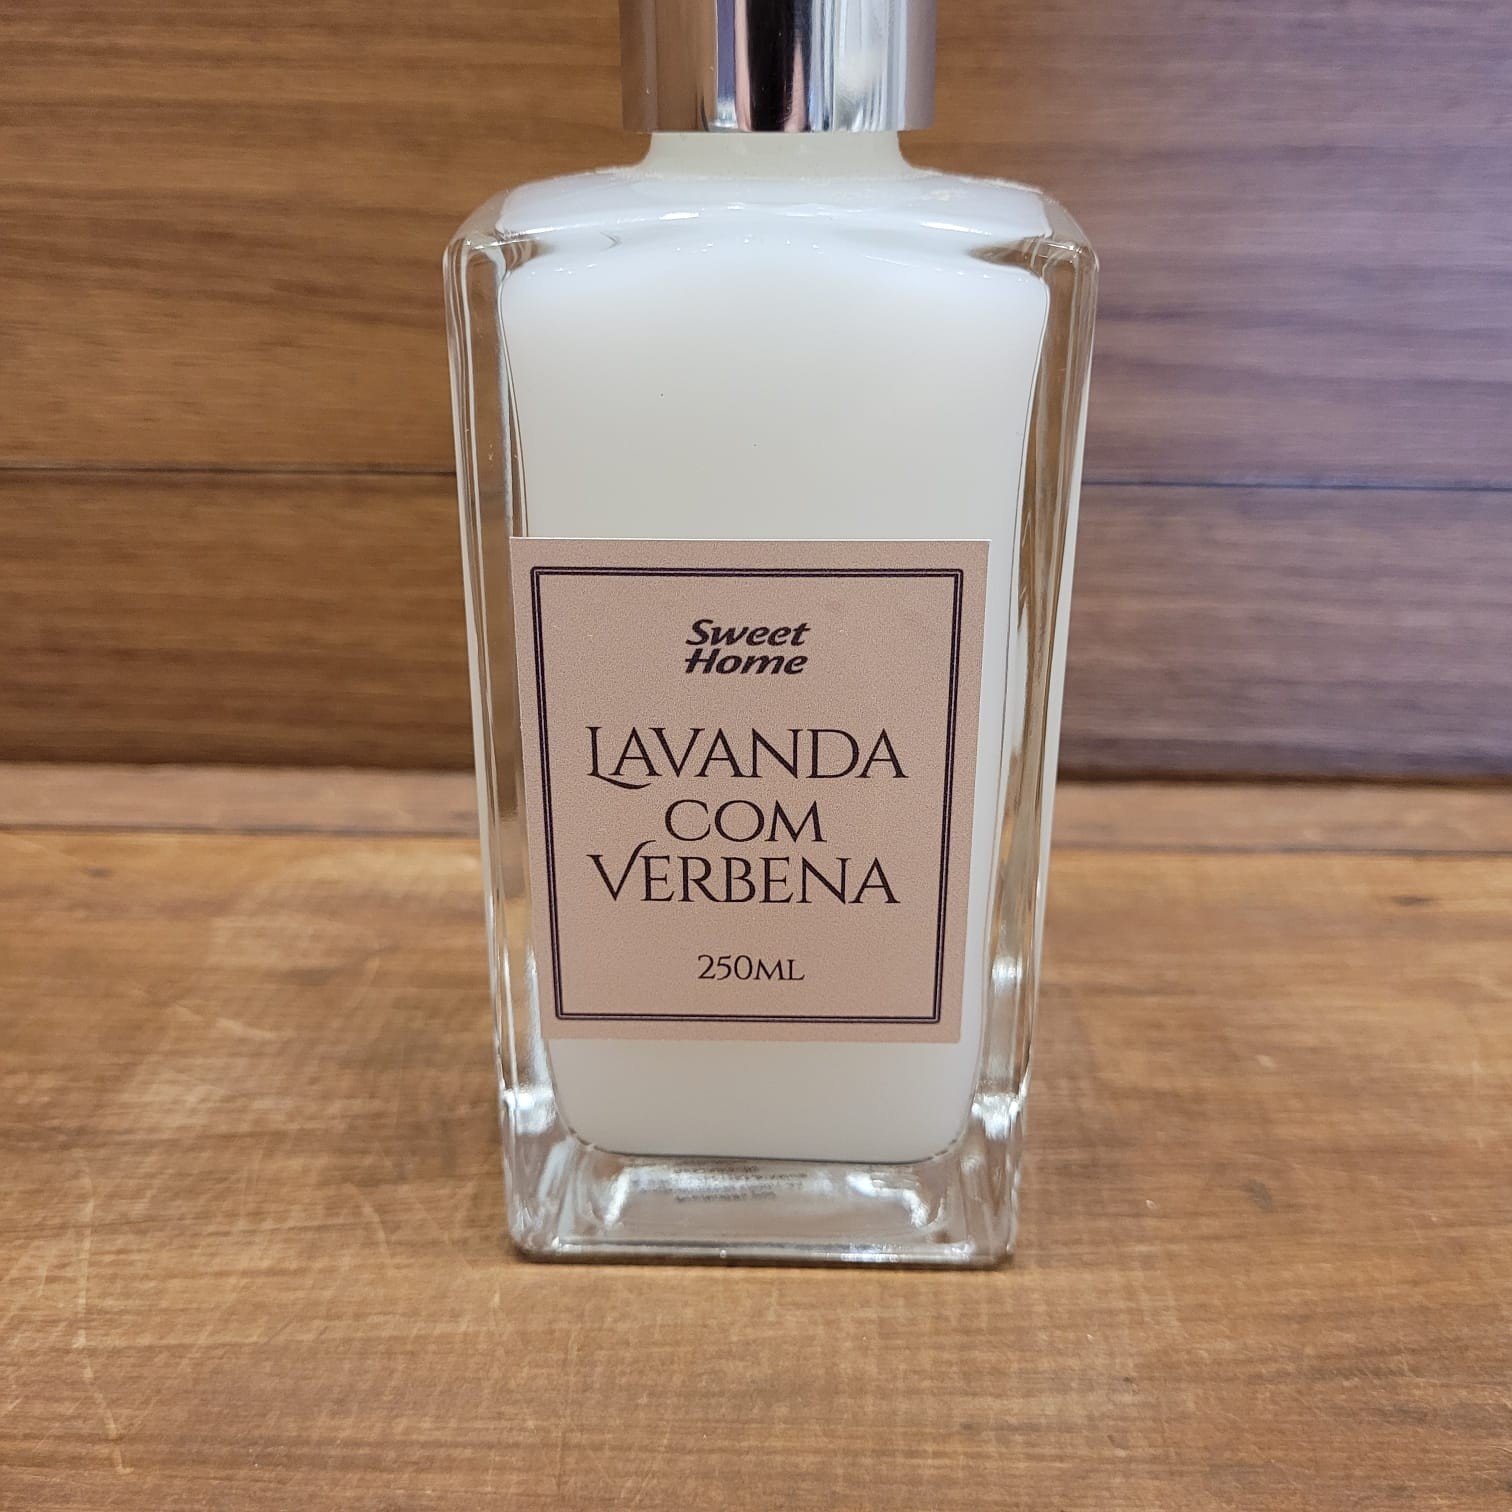 Sweet
Home
LAVANDA
COM
VERBENA
250ML